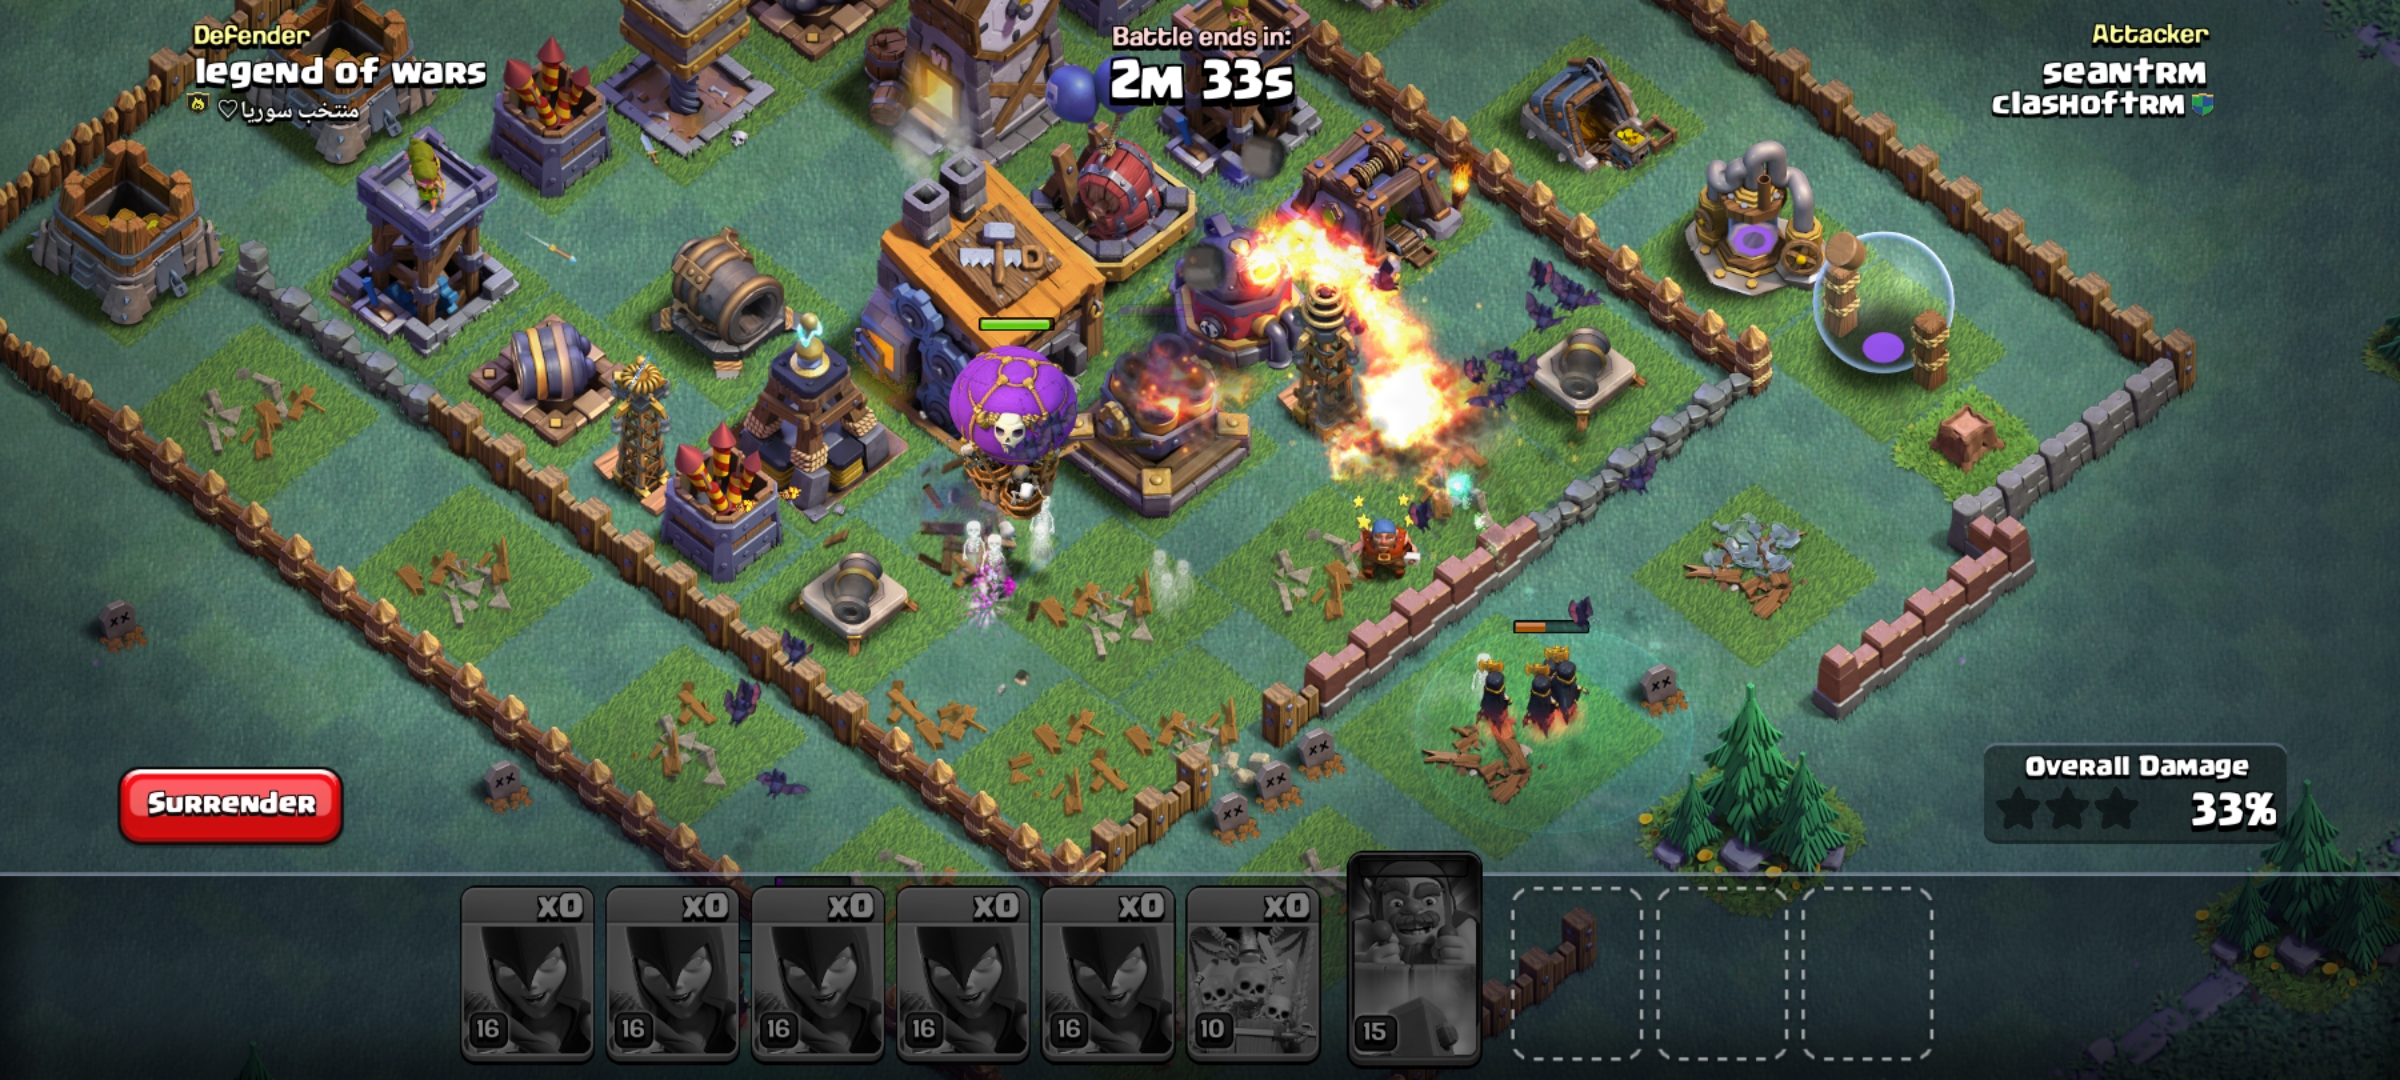 Defender
legend of wars
منتخب سوريا♡
Battle ends in:
2m 33s
Attacker
seantrm
clashoftrm
Surrender
Overall Damage
33%
x0
x0
x0
x0
x0
x0
16
16
16
16
16
10
15